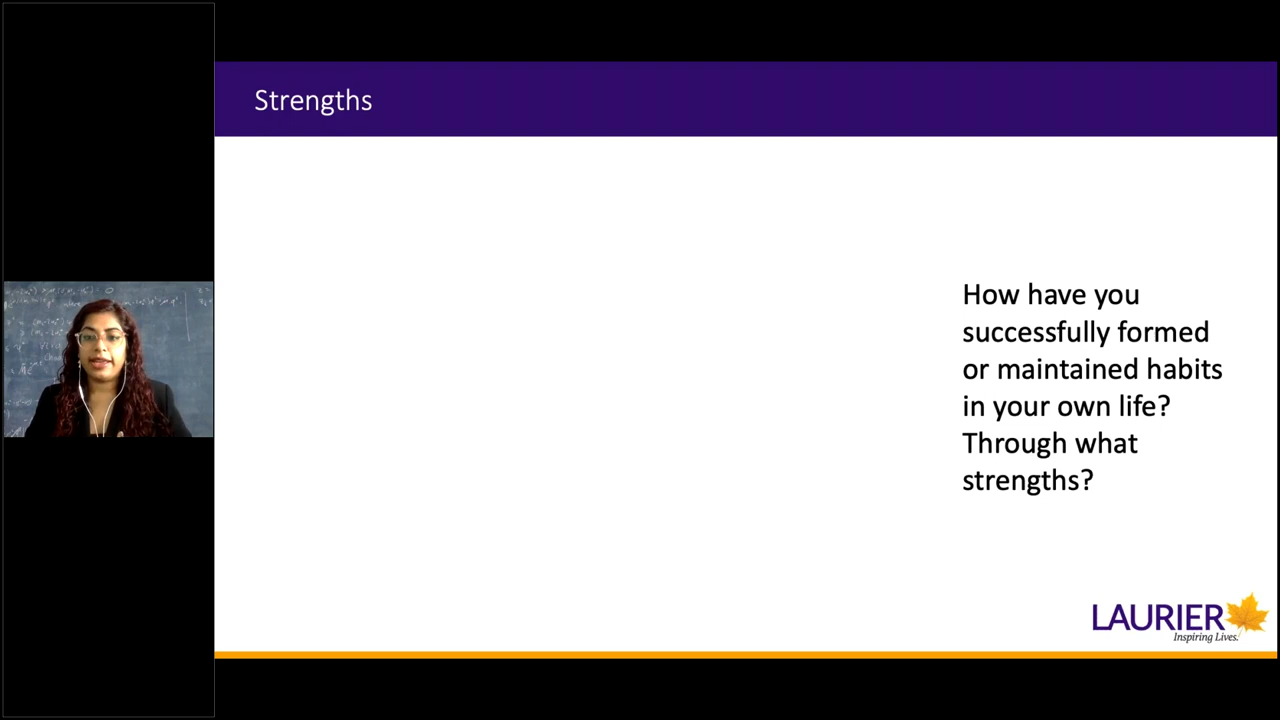 Strengths
How have you
successfully formed
or maintained habits
in your own life?
Through what
strengths?
LAURIER
Inspiring Lives.